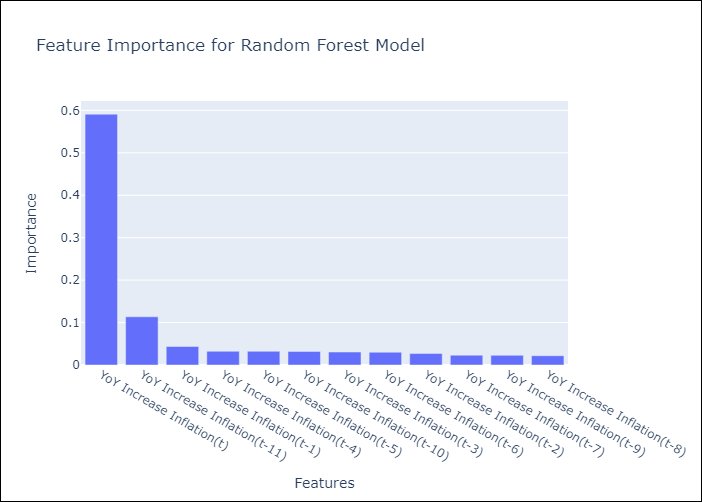 Feature Importance for Random Forest Model
Importance
0.6
0.5
0.4
0.3
0.2
0.1
0
YoY Increase Inflation(t)
YoY Increase Inflation(t-11)
YoY Increase Inflation(t-1)
YoY Increase Inflation(t-4)
YoY Increase Inflation(t-5)
YoY Increase Inflation(t-10)
YoY Increase Inflation(t-3)
YoY Increase Inflation(t-6)
YoY Increase Inflation(t-2)
YoY Increase Inflation(t-7)
YoY Increase Inflation(t-9)
YoY Increase Inflation(t-8)
Features